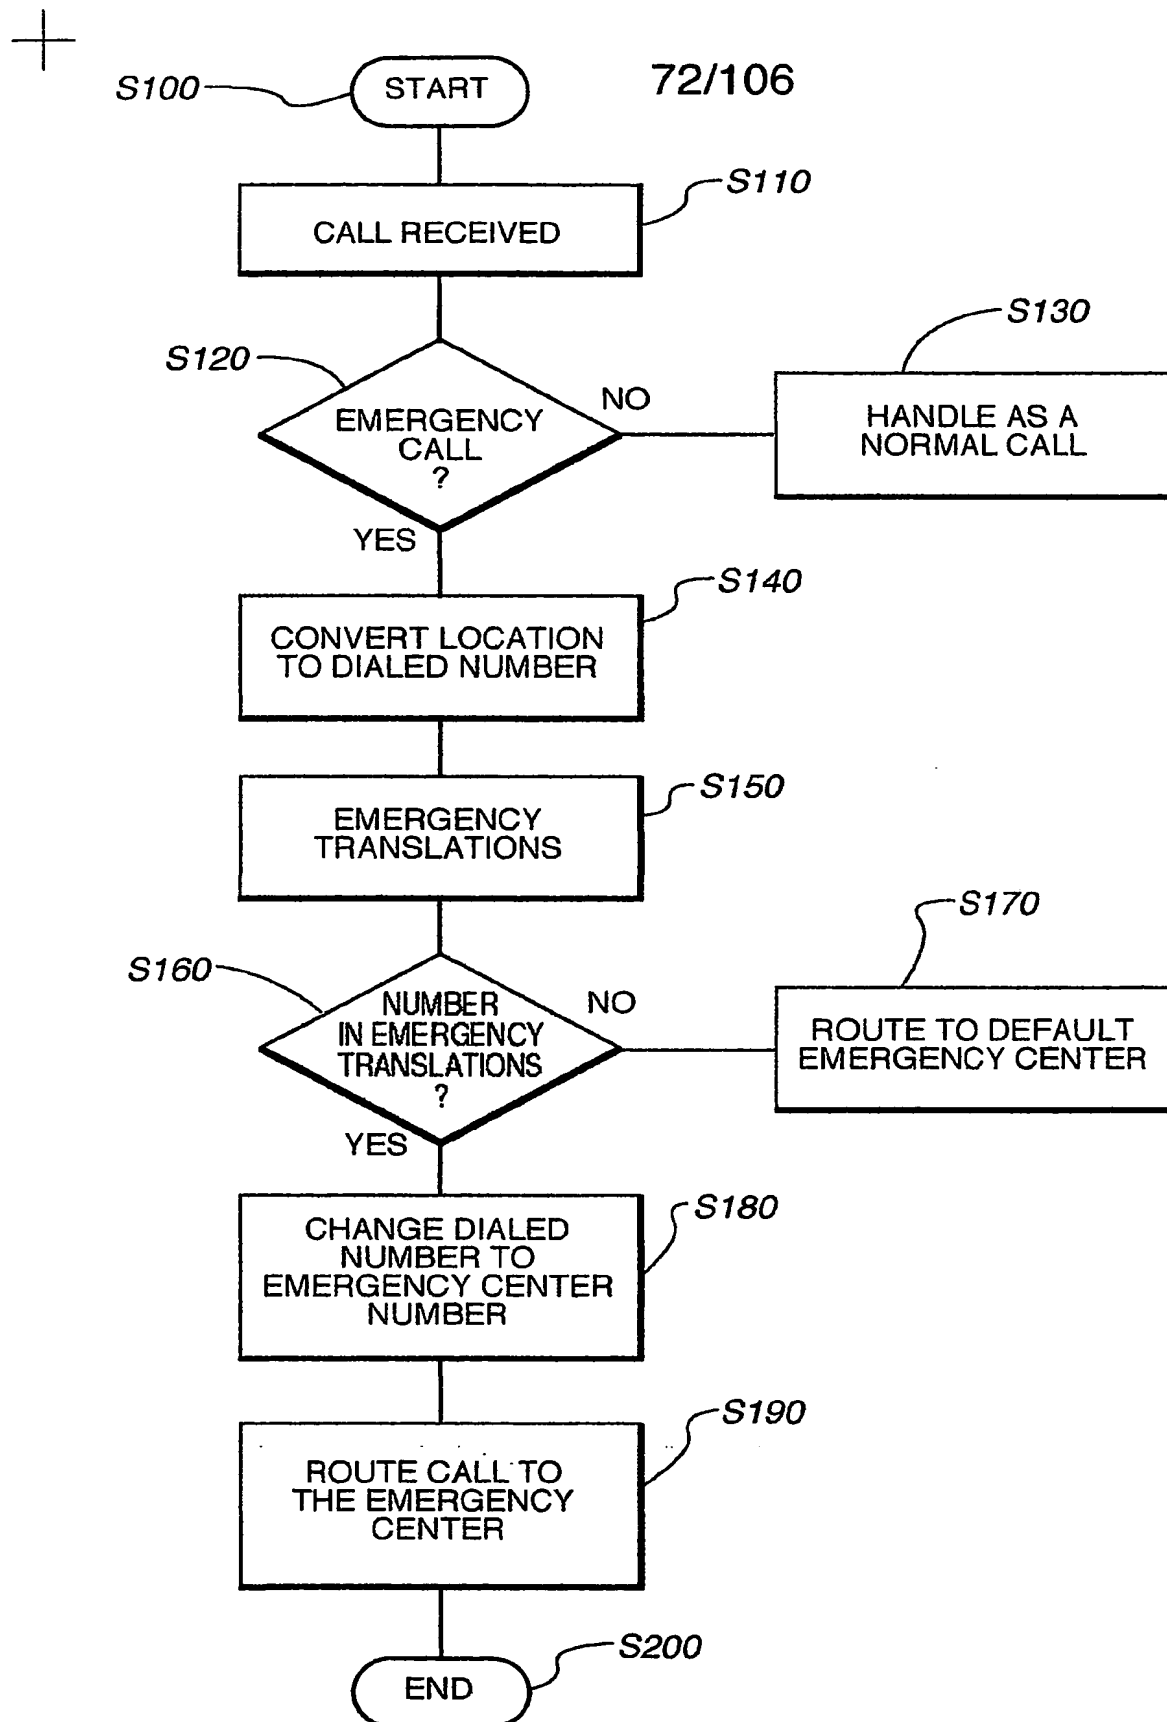 72/106
S100
START
S110
CALL RECEIVED
S120
EMERGENCY
CALL
?
NO
YES
S130
HANDLE AS A
NORMAL CALL
S140
CONVERT LOCATION
TO DIALED NUMBER
S150
EMERGENCY
TRANSLATIONS
S160
NUMBER
IN EMERGENCY
TRANSLATIONS
?
NO
YES
S170
ROUTE TO DEFAULT
EMERGENCY CENTER
S180
CHANGE DIALED
NUMBER TO
EMERGENCY CENTER
NUMBER
S190
ROUTE CALL TO
THE EMERGENCY
CENTER
S200
END